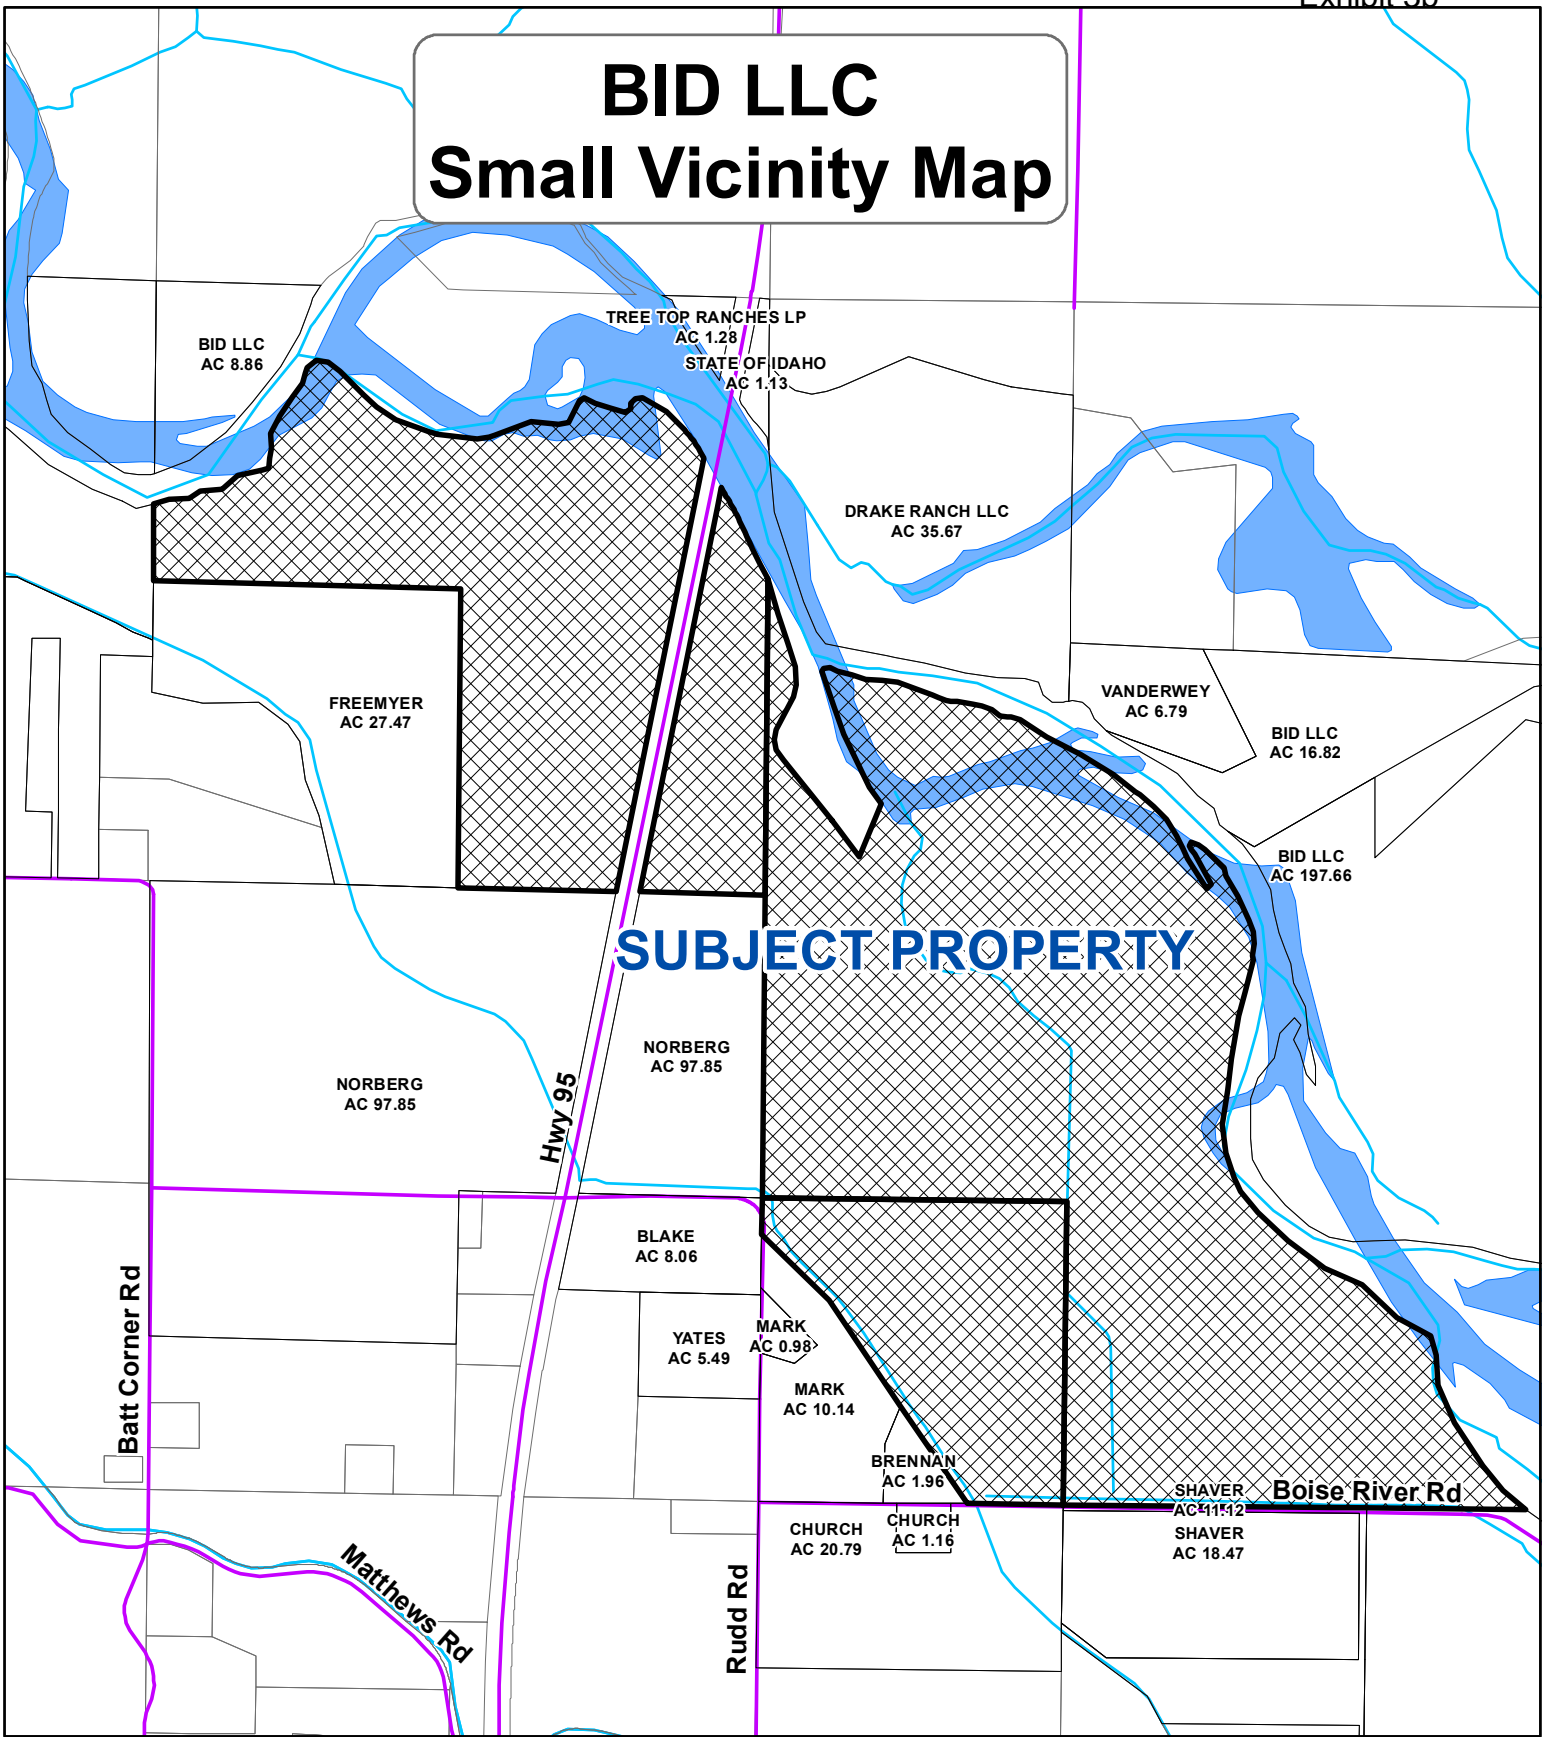 Exhibit 5b
BID LLC
Small Vicinity Map
TREE TOP RANCHES LP
AC 1.28
BID LLC
AC 8.86
STATE OF IDAHO
AC 1.13
DRAKE RANCH LLC
AC 35.67
FREEMYER
AC 27.47
VANDERWEY
AC 6.79
BID LLC
AC 16.82
BID LLC
AC 197.66
SUBJECT PROPERTY
NORBERG
AC 97.85
NORBERG
AC 97.85
Hwy 95
BLAKE
AC 8.06
Batt Corner Rd
YATES
AC 5.49
MARK
AC 0.98
MARK
AC 10.14
BRENNAN
AC 1.96
SHAVER
AC 11.12
Boise River Rd
CHURCH
AC 20.79
CHURCH
AC 1.16
SHAVER
AC 18.47
Matthews Rd
Rudd Rd